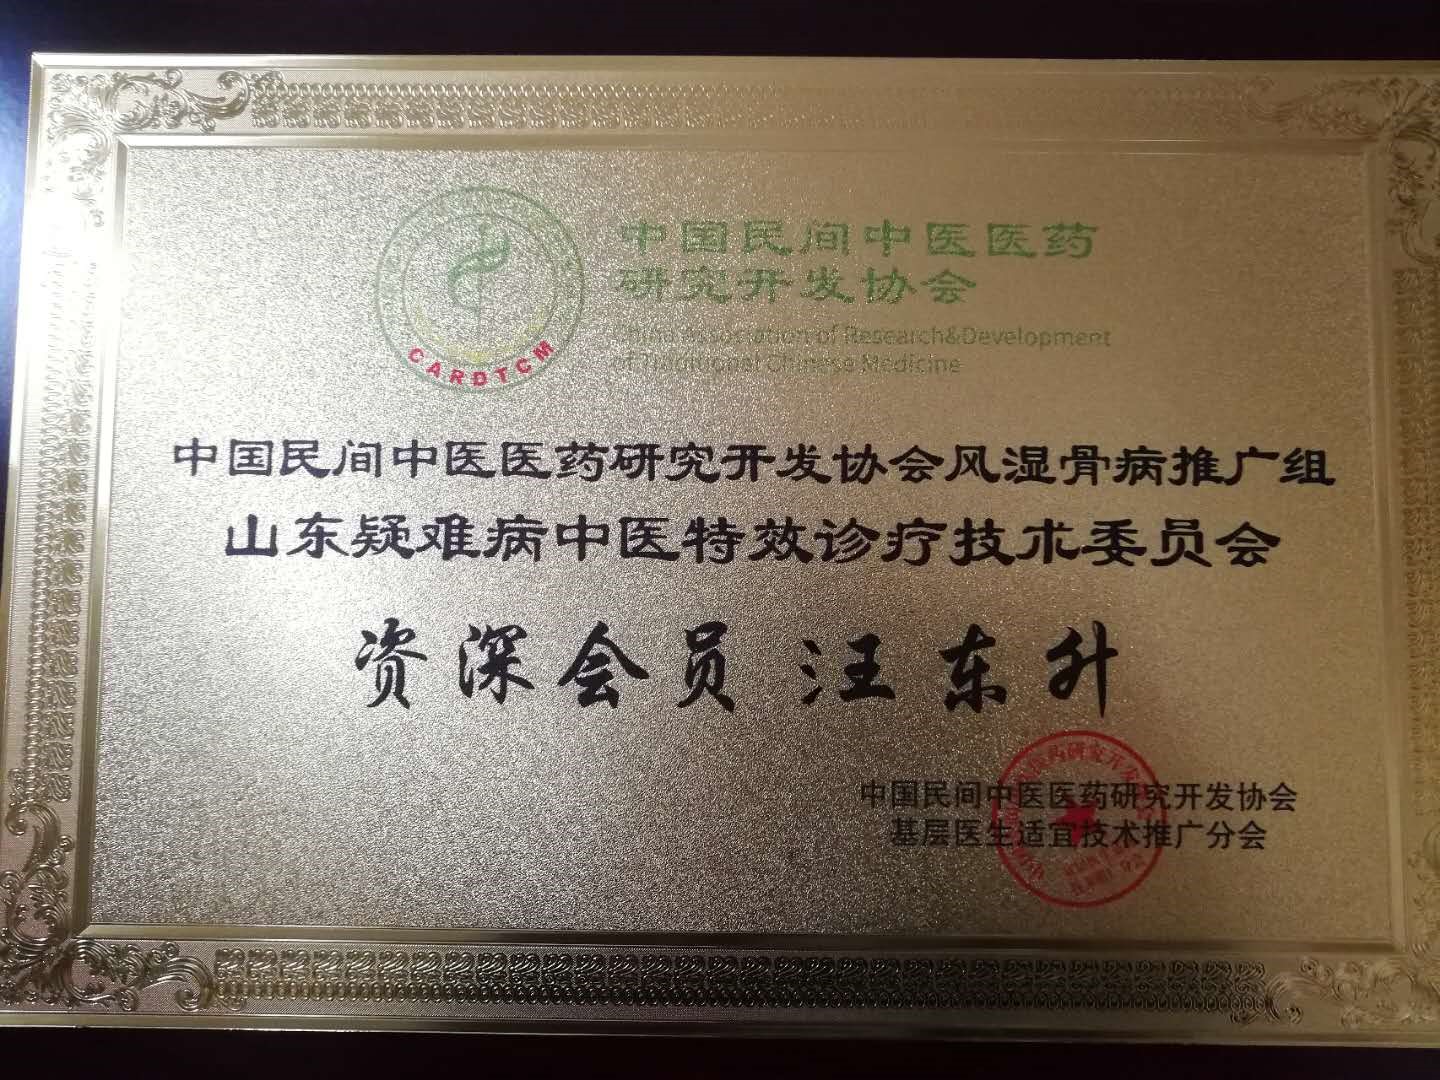 中国民间中医医药
研究开发协会
China Association of Research&Development
of Traditional Chinese Medicine
CARDTCM
中国民间中医医药研究开发协会风湿骨病推广组
山东疑难病中医特效诊疗技术委员会
资深会员 汪东升
中国民间中医医药研究开发协会
基层医生适宜技术推广分会